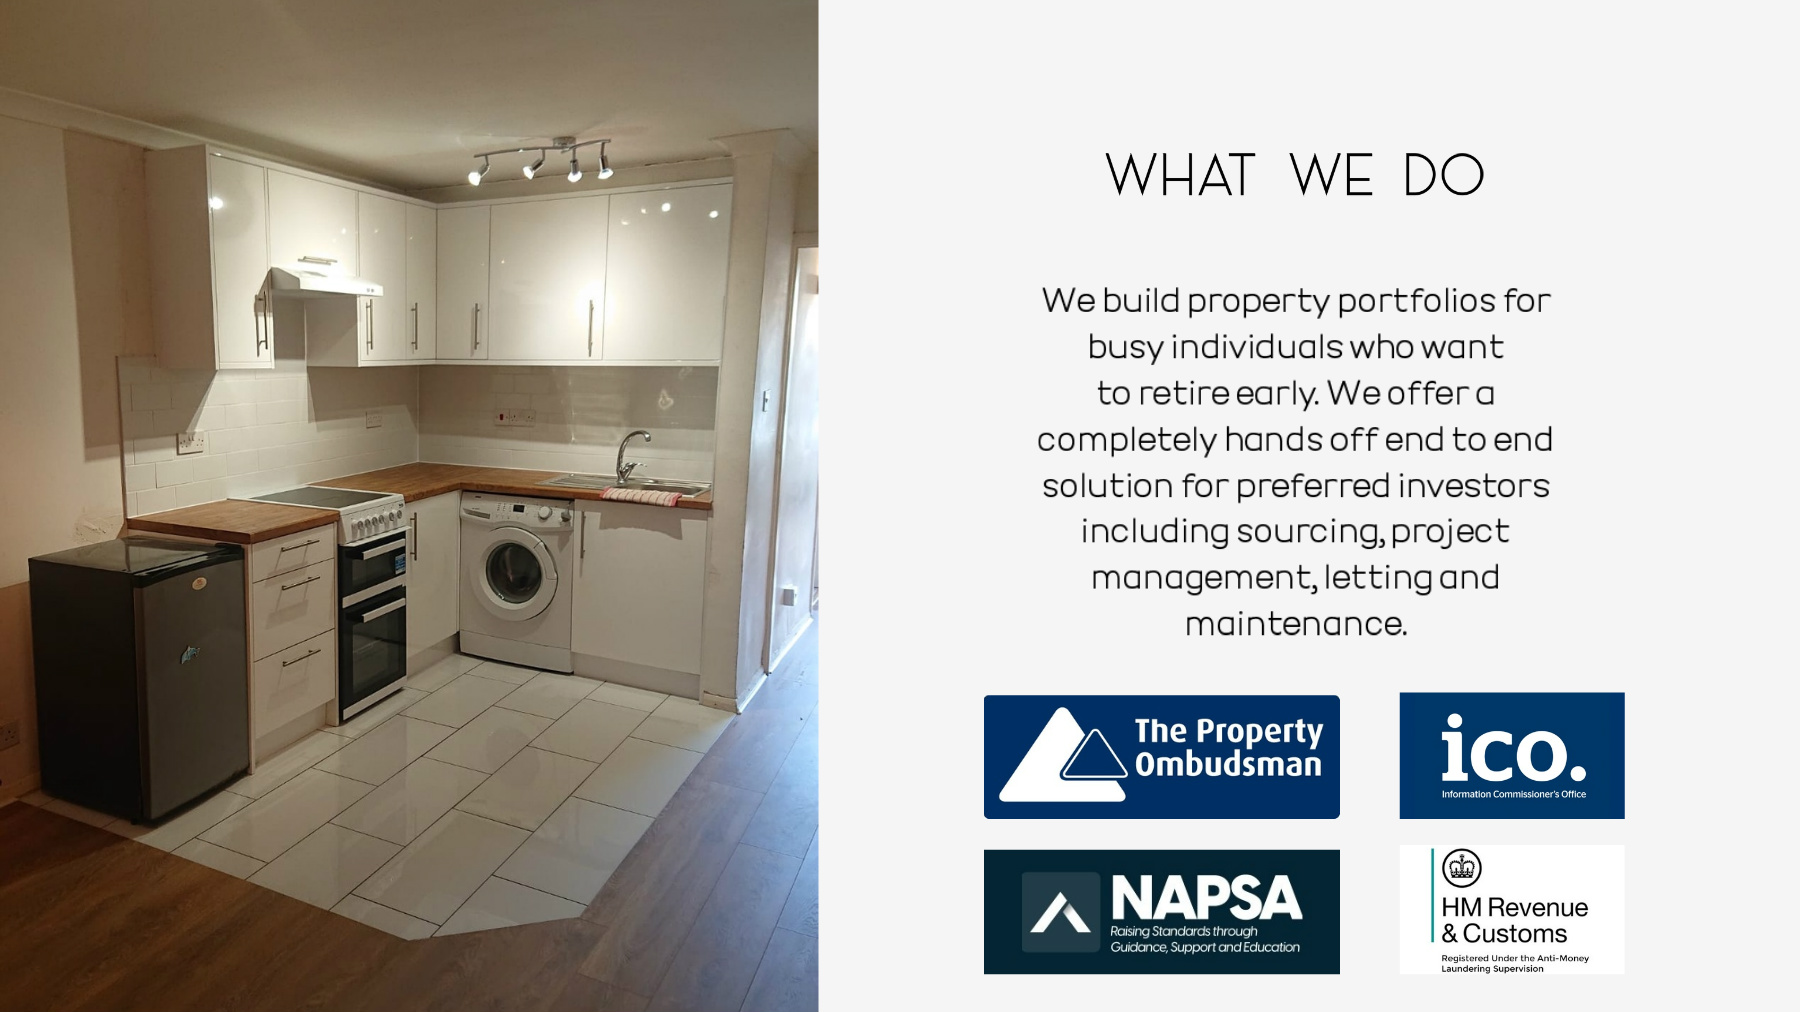 WHAT WE DO
We build property portfolios for
busy individuals who want
to retire early. We offer a
completely hands off end to end
solution for preferred investors
including sourcing, project
management, letting and
maintenance.
The Property
Ombudsman
ico.
Information Commissioner's Office
NAPSA
Raising Standards through
Guidance, Support and Education
HM Revenue
& Customs
Registered Under the Anti-Money
Laundering Supervision